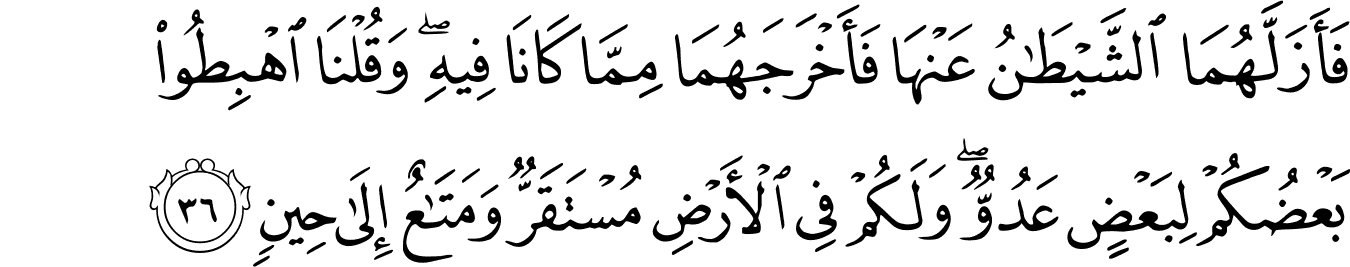 فَأَزَلَّهُمَا ٱلشَّيْطَٰنُ عَنْهَا فَأَخْرَجَهُمَا مِمَّا كَانَا فِيهِ ۖ وَقُلْنَا ٱهْبِطُوا۟
بَعْضُكُمْ لِبَعْضٍ عَدُوٌّ ۖ وَلَكُمْ فِى ٱلْأَرْضِ مُسْتَقَرٌّ وَمَتَٰعٌ إِلَىٰ حِينٍ ٣٦